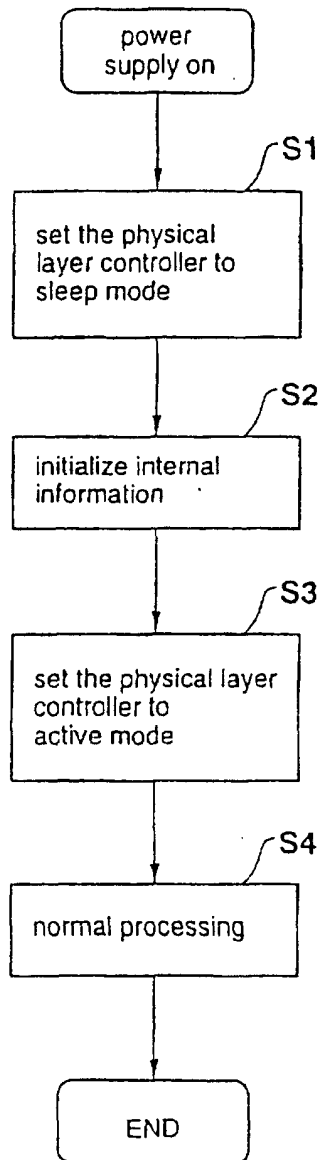 power
supply on
S1
set the physical
layer controller to
sleep mode
S2
initialize internal
information
S3
set the physical layer
controller to
active mode
S4
normal processing
END